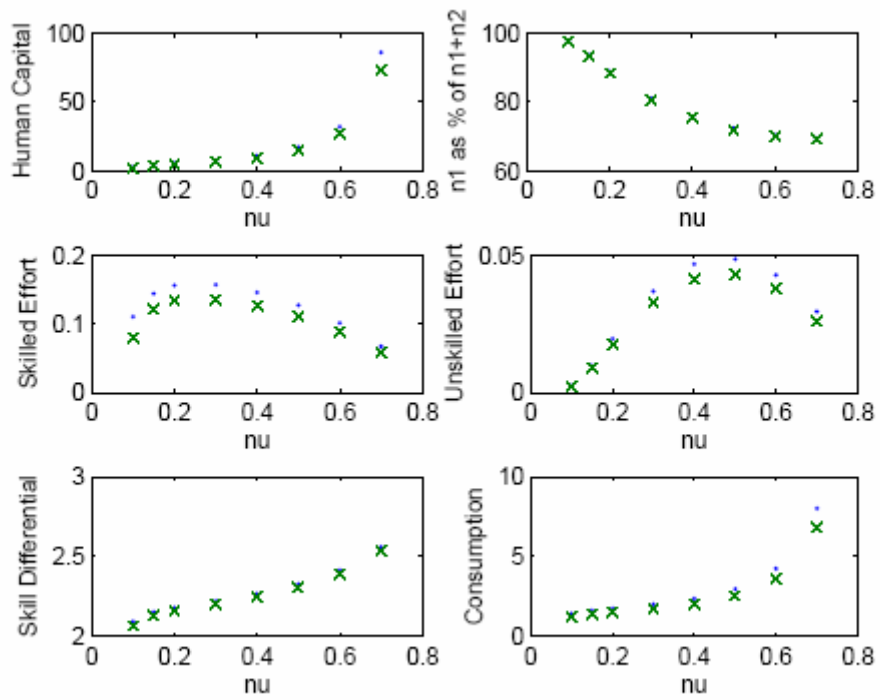 Human Capital
100
50
0
0 0.2 0.4 0.6 0.8
nu
n1 as % of n1+n2
100
80
60
0 0.2 0.4 0.6 0.8
nu
Skilled Effort
0.2
0.1
0
0 0.2 0.4 0.6 0.8
nu
Unskilled Effort
0.05
0
0 0.2 0.4 0.6 0.8
nu
Skill Differential
3
2.5
2
0 0.2 0.4 0.6 0.8
nu
Consumption
10
5
0
0 0.2 0.4 0.6 0.8
nu